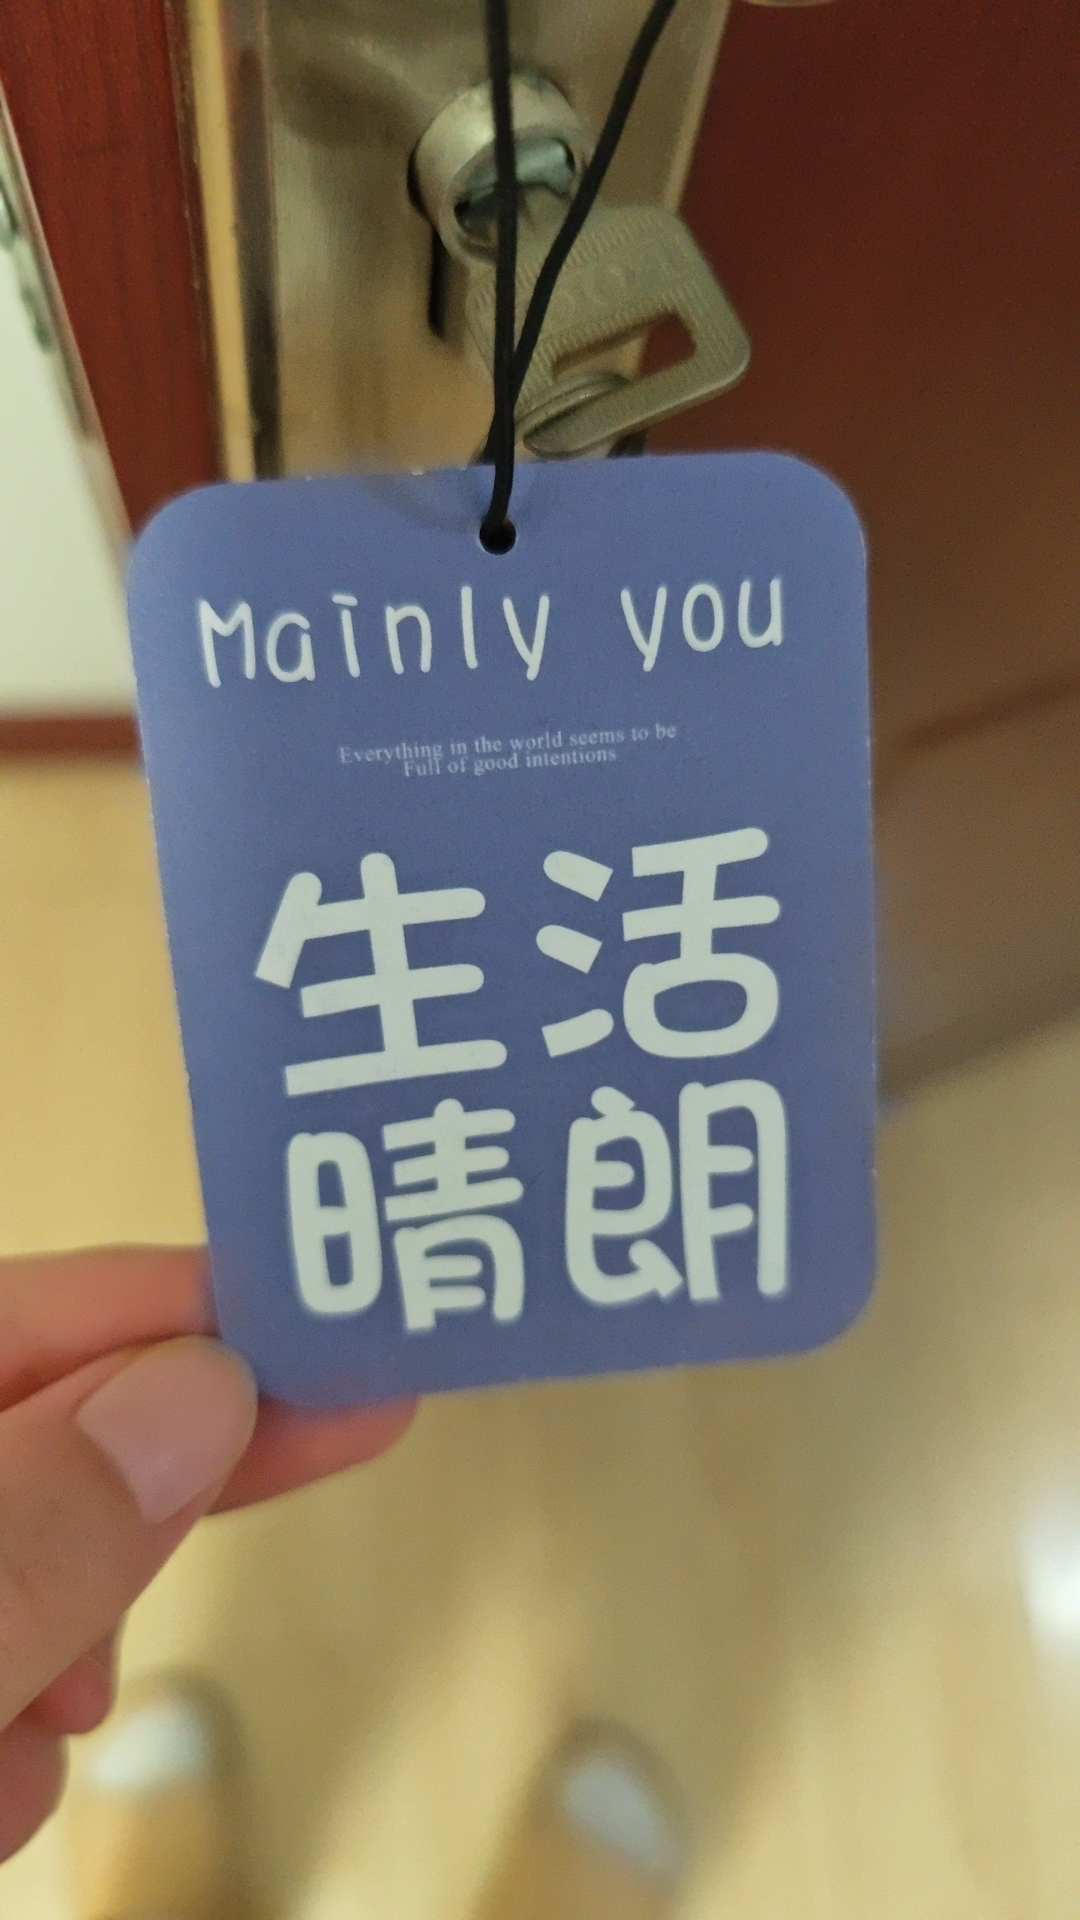 Mainly you
Everything in the world seems to be
Full of good intentions
生活
晴朗